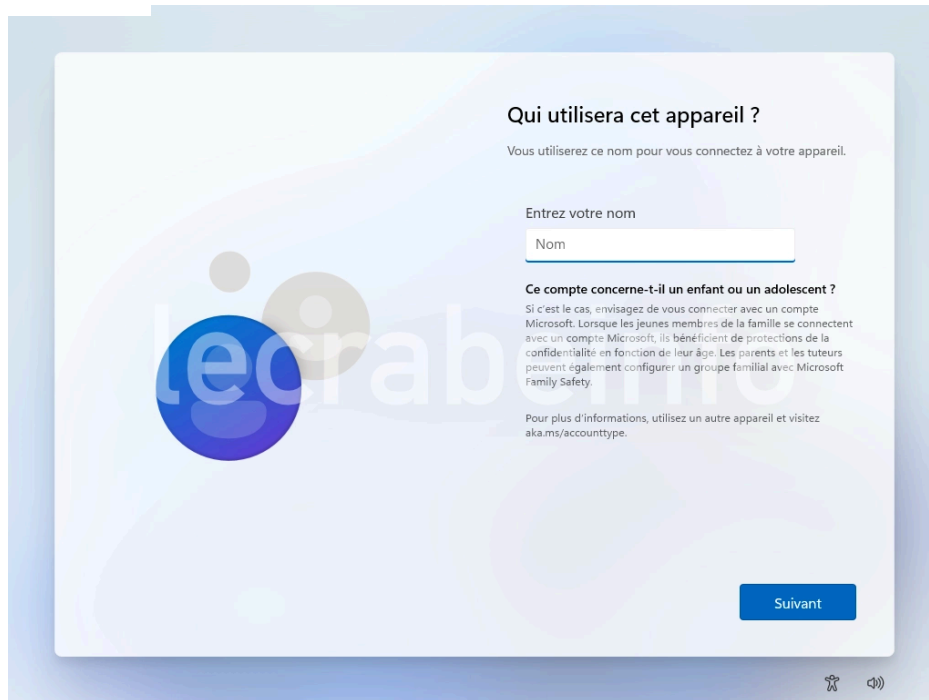 Qui utilisera cet appareil ?
Vous utiliserez ce nom pour vous connectez à votre appareil.
Entrez votre nom
Nom
Ce compte concerne-t-il un enfant ou un adolescent ?
Si c'est le cas, envisagez de vous connecter avec un compte
Microsoft. Lorsque les jeunes membres de la famille se connectent
avec un compte Microsoft, ils bénéficient de protections de la
confidentialité en fonction de leur âge. Les parents et les tuteurs
peuvent également configurer un groupe familial avec Microsoft
Family Safety.
lecrabeinfo
Pour plus d'informations, utilisez un autre appareil et visitez
aka.ms/accounttype.
Suivant